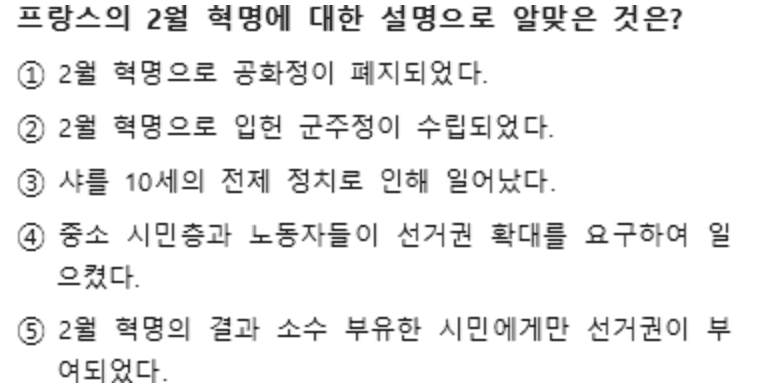 프랑스의 2월 혁명에 대한 설명으로 알맞은 것은?
① 2월 혁명으로 공화정이 폐지되었다.
② 2월 혁명으로 입헌 군주정이 수립되었다.
③ 샤를 10세의 전제 정치로 인해 일어났다.
④ 중소 시민층과 노동자들이 선거권 확대를 요구하여 일
으켰다.
⑤ 2월 혁명의 결과 소수 부유한 시민에게만 선거권이 부
여되었다.